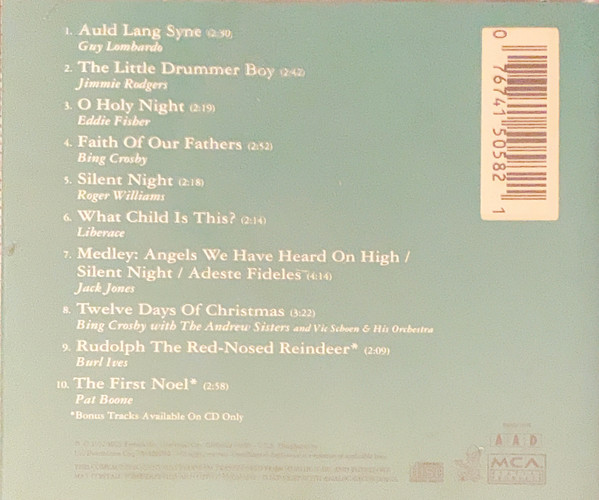 1. Auld Lang Syne (2:30)
Guy Lombardo
2. The Little Drummer Boy (2:42)
Jimmie Rodgers
3. O Holy Night (2:19)
Eddie Fisher
4. Faith Of Our Fathers (2:52)
Bing Crosby
5. Silent Night (2:18)
Roger Williams
6. What Child Is This? (2:14)
Liberace
7. Medley: Angels We Have Heard On High /
Silent Night / Adeste Fideles (4:14)
Jack Jones
8. Twelve Days Of Christmas (3:22)
Bing Crosby with The Andrew Sisters and Vic Schoen & His Orchestra
9. Rudolph The Red-Nosed Reindeer* (2:09)
Burl Ives
10. The First Noel* (2:58)
Pat Boone
*Bonus Tracks Available On CD Only
0 76741 50582 1
A A D
MCA